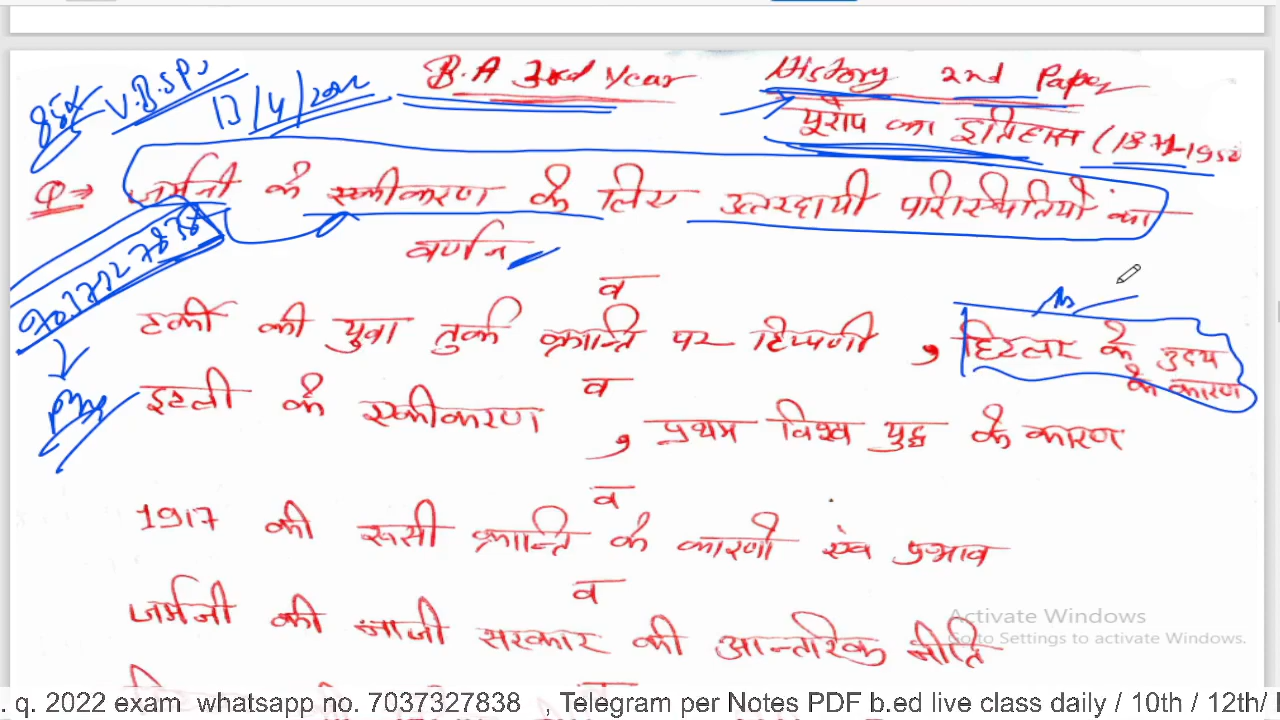 B.A 3rd Year History 2nd Paper
V.B.S.P.U 13/4/2022
यूरोप का इतिहास (1871-1950
Q⇒ जर्मनी के एकीकरण के लिए उत्तरदायी परिस्थितियों का
वर्णन
7037327838
व
टर्की की युवा तुर्क क्रान्ति पर टिप्पणी , हिटलर के उदय
के कारण
व
इटली के एकीकरण , प्रथम विश्व युद्ध के कारण
व
1917 की रूसी क्रान्ति के कारणों एंव प्रभाव
व
जर्मनी की नाजी सरकार की आन्तरिक नीति
व
Activate Windows
Go to Settings to activate Windows.
. q. 2022 exam whatsapp no. 7037327838 , Telegram per Notes PDF b.ed live class daily / 10th / 12th/